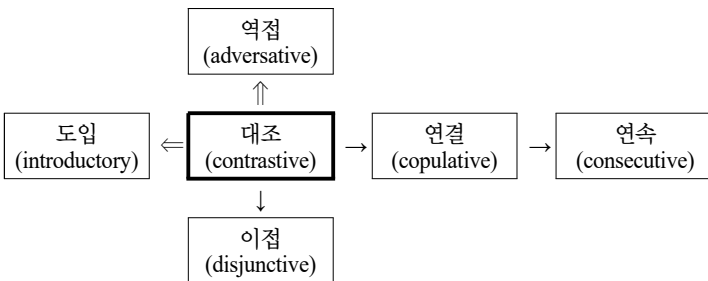 역접
(adversative)
⇑
도입
(introductory)
⇐
대조
(contrastive)
→
연결
(copulative)
→
연속
(consecutive)
↓
이접
(disjunctive)